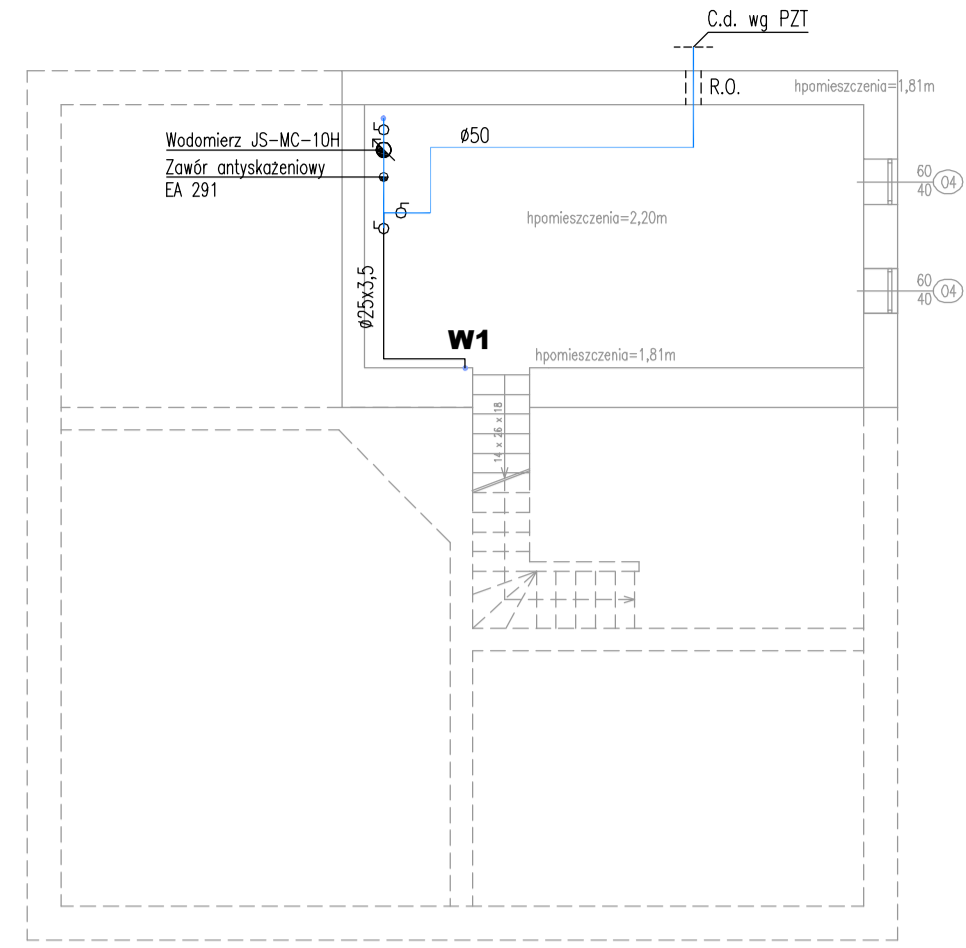 C.d. wg PZT
R.O.
hpomieszczenia=1,81m
Wodomierz JS-MC-10H
Zawór antyskażeniowy
EA 291
ø50
60
40
04
hpomieszczenia=2,20m
ø25x3,5
60
40
04
W1
hpomieszczenia=1,81m
14 x 26 x 18